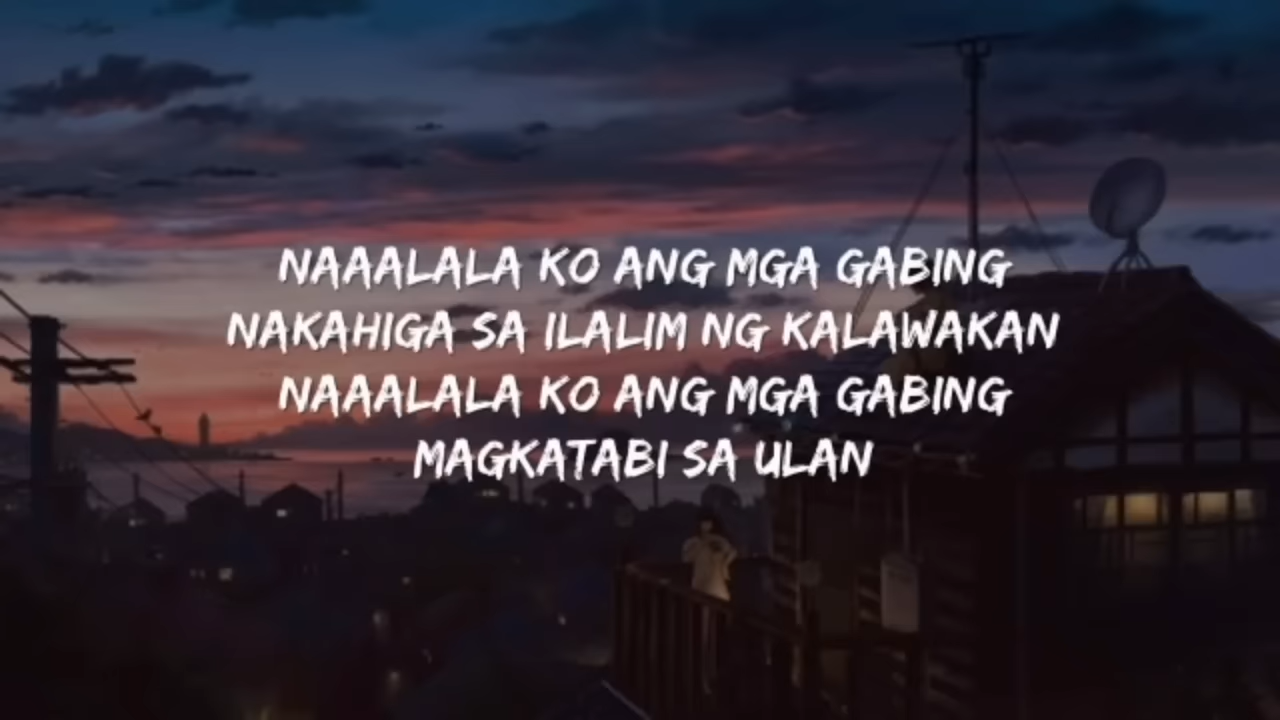 NAAALALA KO ANG MGA GABING
NAKAHIGA SA ILALIM NG KALAWAKAN
NAAALALA KO ANG MGA GABING
MAGKATABI SA ULAN